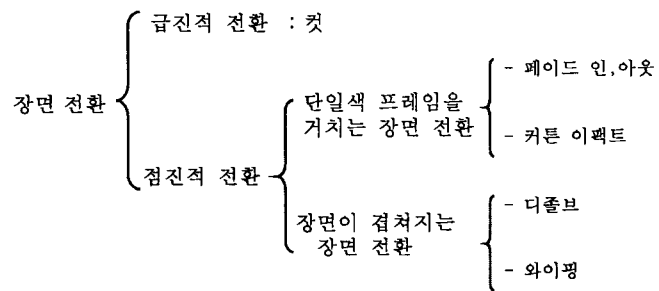 급진적 전환 : 컷
장면 전환
단일색 프레임을
거치는 장면 전환
- 페이드 인,아웃
- 커튼 이팩트
점진적 전환
장면이 겹쳐지는
장면 전환
- 디졸브
- 와이핑